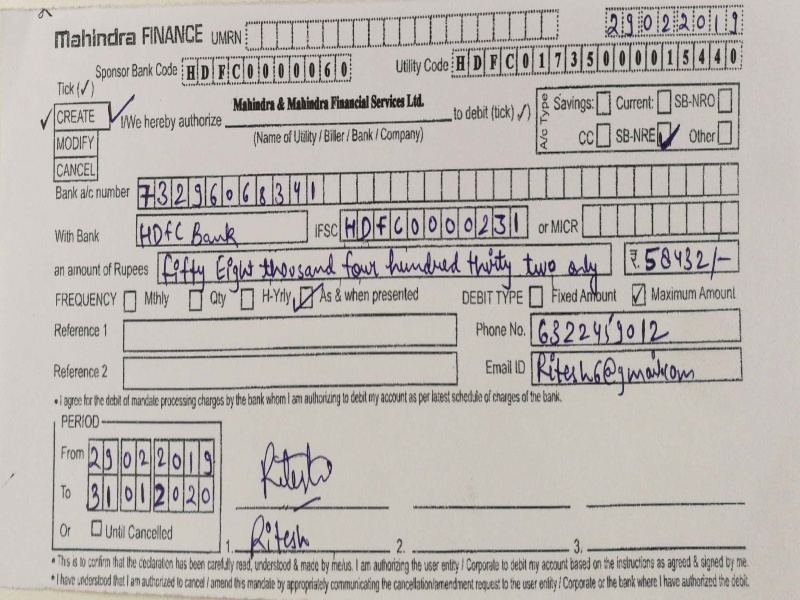 Mahindra FINANCE UMRN 29022019
Sponsor Bank Code HDFC0000060 Utility Code HDFC01735000015440
Tick (✓)
CREATE ✓ I/We hereby authorize Mahindra & Mahindra Financial Services Ltd. to debit (tick ✓) A/c Type Savings: Current: SB-NRO
MODIFY (Name of Utility / Biller / Bank / Company) CC SB-NRE ✓ Other
CANCEL
Bank a/c number 73296068341
With Bank HDFC Bank IFSC HDFC0000231 or MICR
an amount of Rupees Fifty Eight thousand four hundred thirty two only ₹. 58432/-
FREQUENCY Mthly Qty H-Yrly ✓ As & when presented DEBIT TYPE Fixed Amount ✓ Maximum Amount
Reference 1 Phone No. 6322459012
Reference 2 Email ID Ritesh6@gmail.com
• I agree for the debit of mandate processing charges by the bank whom I am authorizing to debit my account as per latest schedule of charges of the bank.
PERIOD
From 29022019
To 31012020 Ritesh
Or Until Cancelled
1. Ritesh 2. 3.
• This is to confirm that the declaration has been carefully read, understood & made by me/us. I am authorizing the user entity / Corporate to debit my account based on the instructions as agreed & signed by me.
• I have understood that I am authorized to cancel / amend this mandate by appropriately communicating the cancellation/amendment request to the user entity / Corporate or the bank where I have authorized the debit.